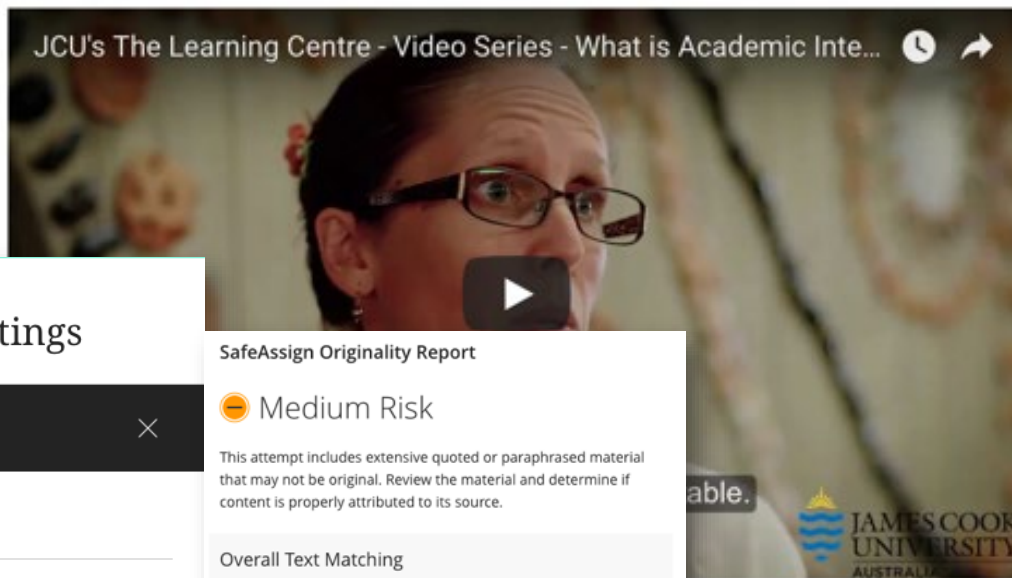 JCU's The Learning Centre - Video Series - What is Academic Inte...
tings
SafeAssign Originality Report
Medium Risk
This attempt includes extensive quoted or paraphrased material
that may not be original. Review the material and determine if
content is properly attributed to its source.
Overall Text Matching
able.
JAMES COOK
UNIVERSITY
AUSTRALIA